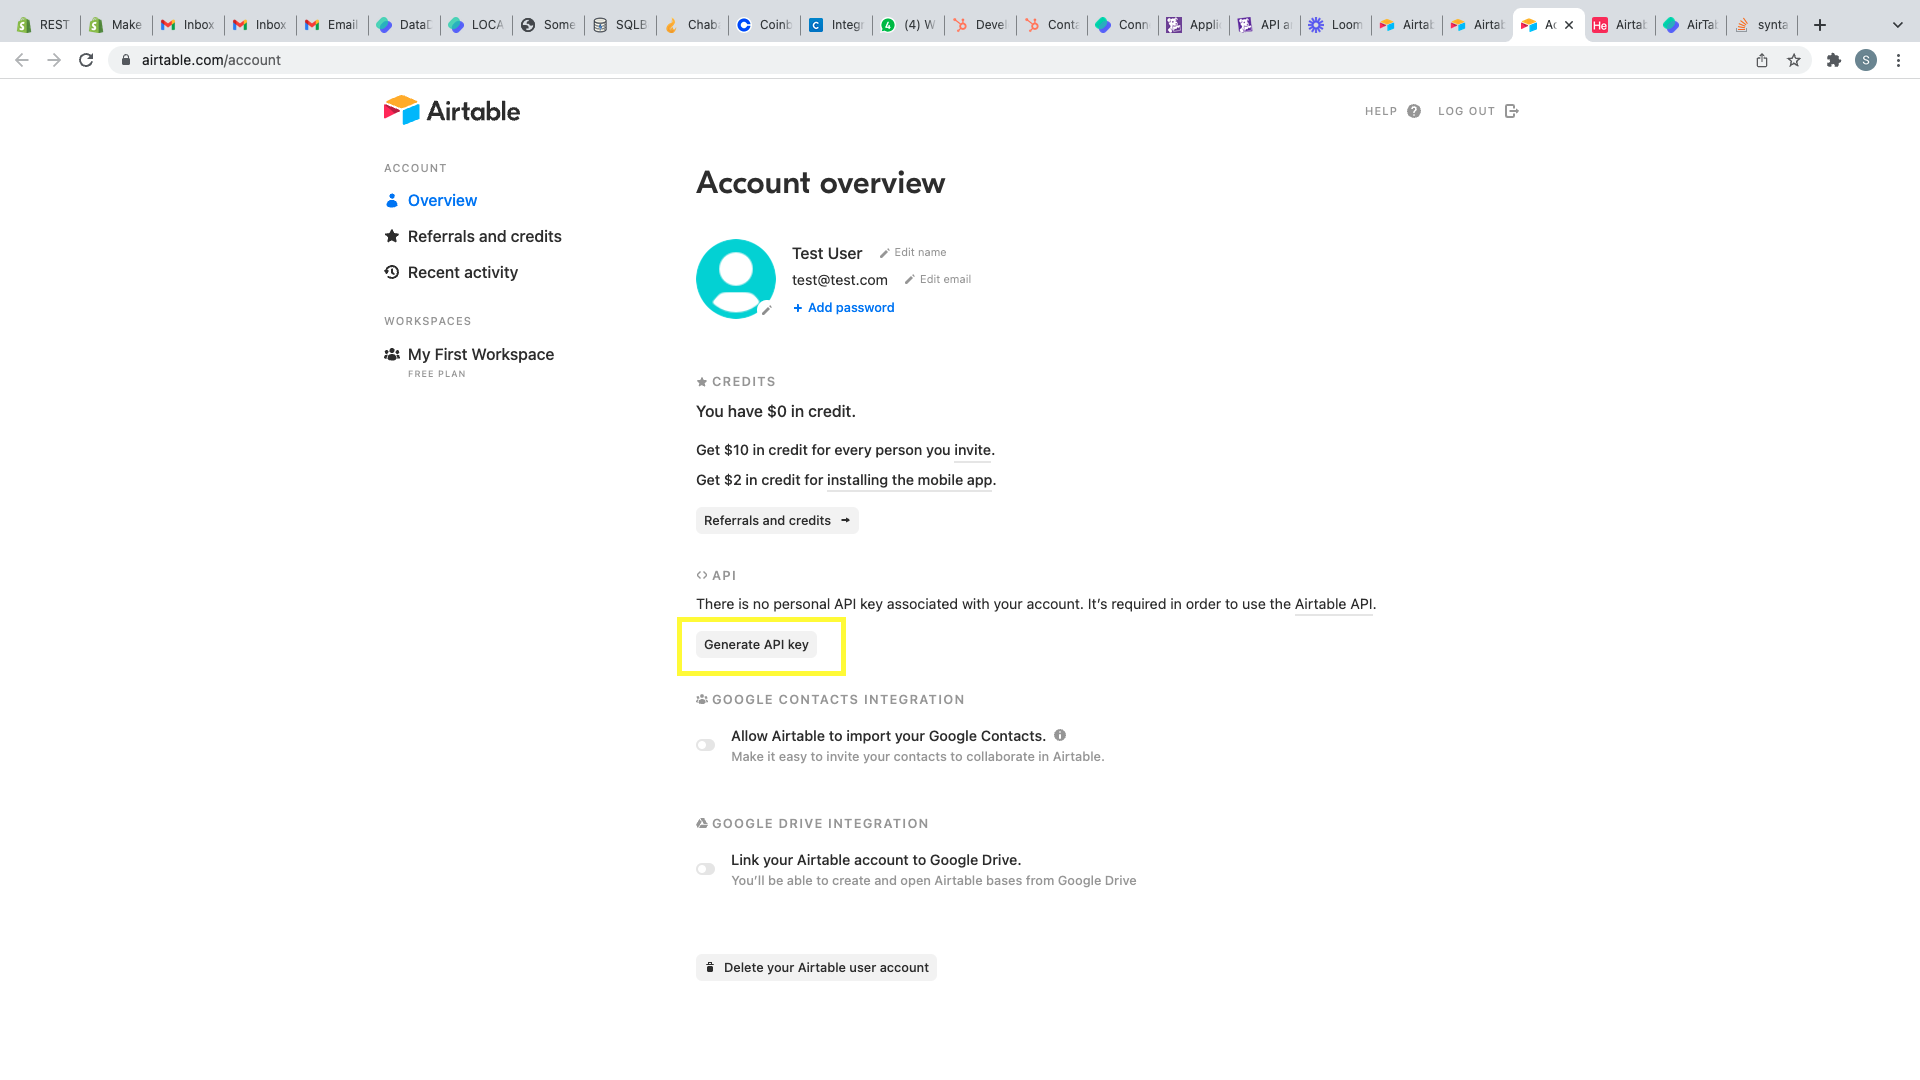 REST
Make
Inbox
Inbox
Email
DataD
LOCA
Some
SQLB
Chab
Coinb
Integr
(4) W
Devel
Conta
Conn
Applic
API a
Loom
Airtab
Airtab
Ac
Airtab
AirTab
synta
airtable.com/account
S
Airtable
HELP
LOG OUT
ACCOUNT
Overview
Referrals and credits
Recent activity
WORKSPACES
My First Workspace
FREE PLAN
Account overview
Test User
Edit name
test@test.com
Edit email
+ Add password
CREDITS
You have $0 in credit.
Get $10 in credit for every person you invite.
Get $2 in credit for installing the mobile app.
Referrals and credits →
API
There is no personal API key associated with your account. It’s required in order to use the Airtable API.
Generate API key
GOOGLE CONTACTS INTEGRATION
Allow Airtable to import your Google Contacts.
Make it easy to invite your contacts to collaborate in Airtable.
GOOGLE DRIVE INTEGRATION
Link your Airtable account to Google Drive.
You’ll be able to create and open Airtable bases from Google Drive
Delete your Airtable user account